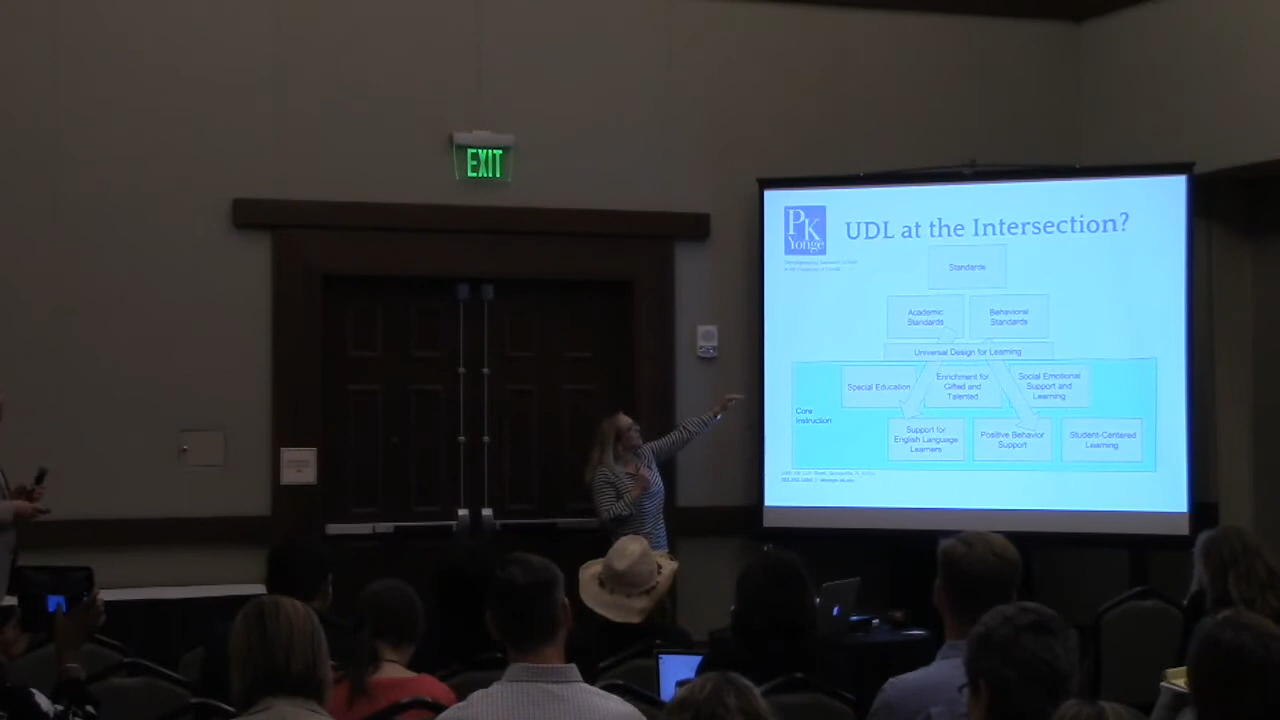 EXIT
PK
Yonge
UDL at the Intersection?
Standards
Academic
Standards
Behavioral
Standards
Universal Design for Learning
Special Education
Enrichment for
Gifted and
Talented
Social Emotional
Support and
Learning
Core
Instruction
Support for
English Language
Learners
Positive Behavior
Support
Student-Centered
Learning